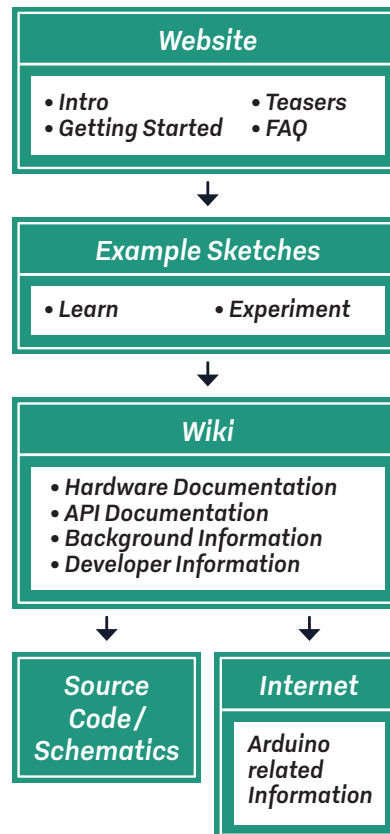 Website
• Intro
• Getting Started
• Teasers
• FAQ
Example Sketches
• Learn
• Experiment
Wiki
• Hardware Documentation
• API Documentation
• Background Information
• Developer Information
Source
Code/
Schematics
Internet
Arduino
related
Information